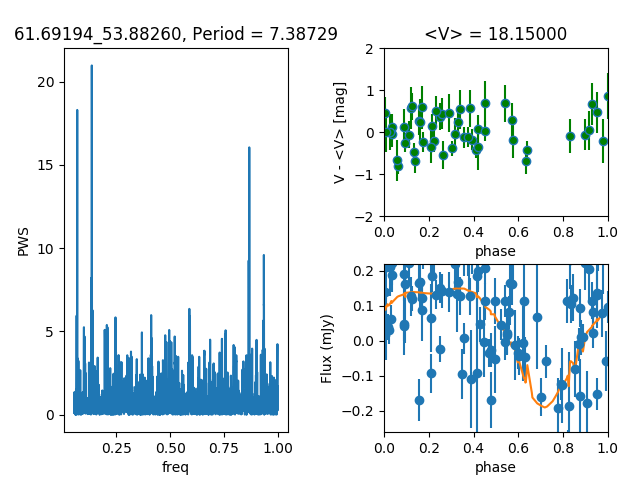 61.69194_53.88260, Period = 7.38729
PWS
20
15
10
5
0
0.25 0.50 0.75 1.00
freq
<V> = 18.15000
V - <V> [mag]
2
1
0
−1
−2
0.0 0.2 0.4 0.6 0.8 1.0
phase
Flux (mJy)
0.2
0.1
0.0
−0.1
−0.2
0.0 0.2 0.4 0.6 0.8 1.0
phase